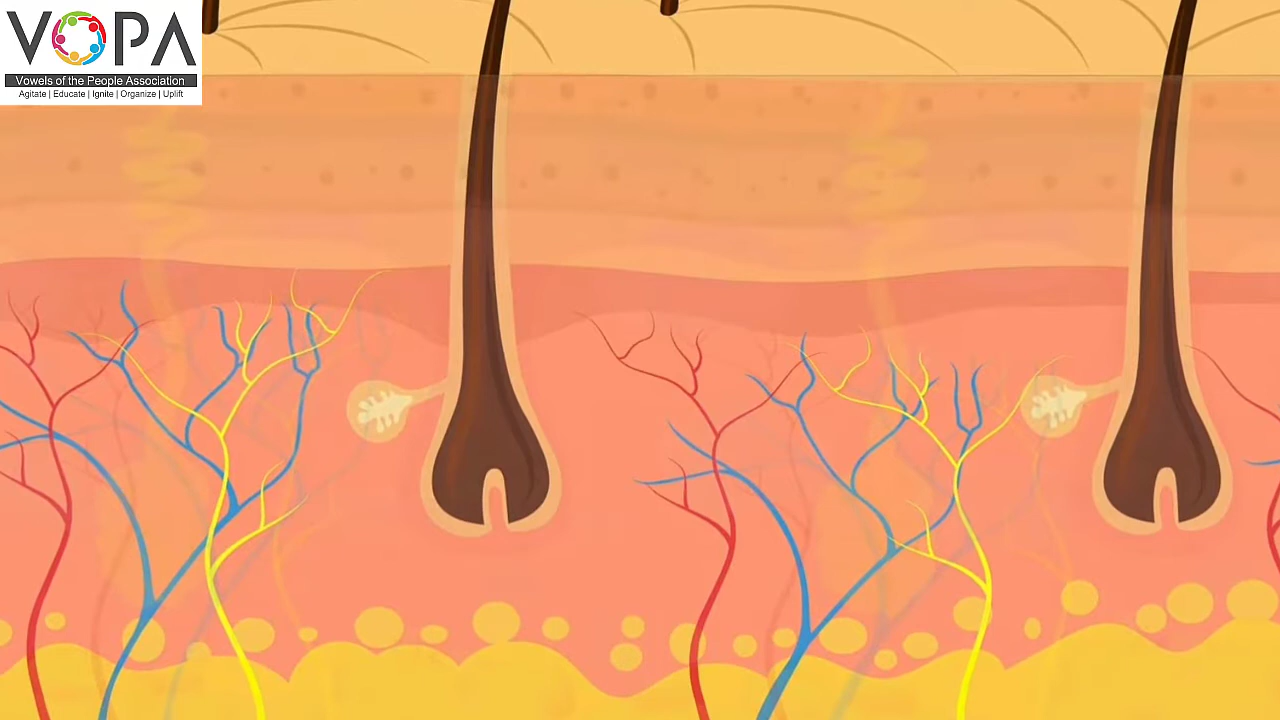 VOPA
Vowels of the People Association
Agitate | Educate | Ignite | Organize | Uplift